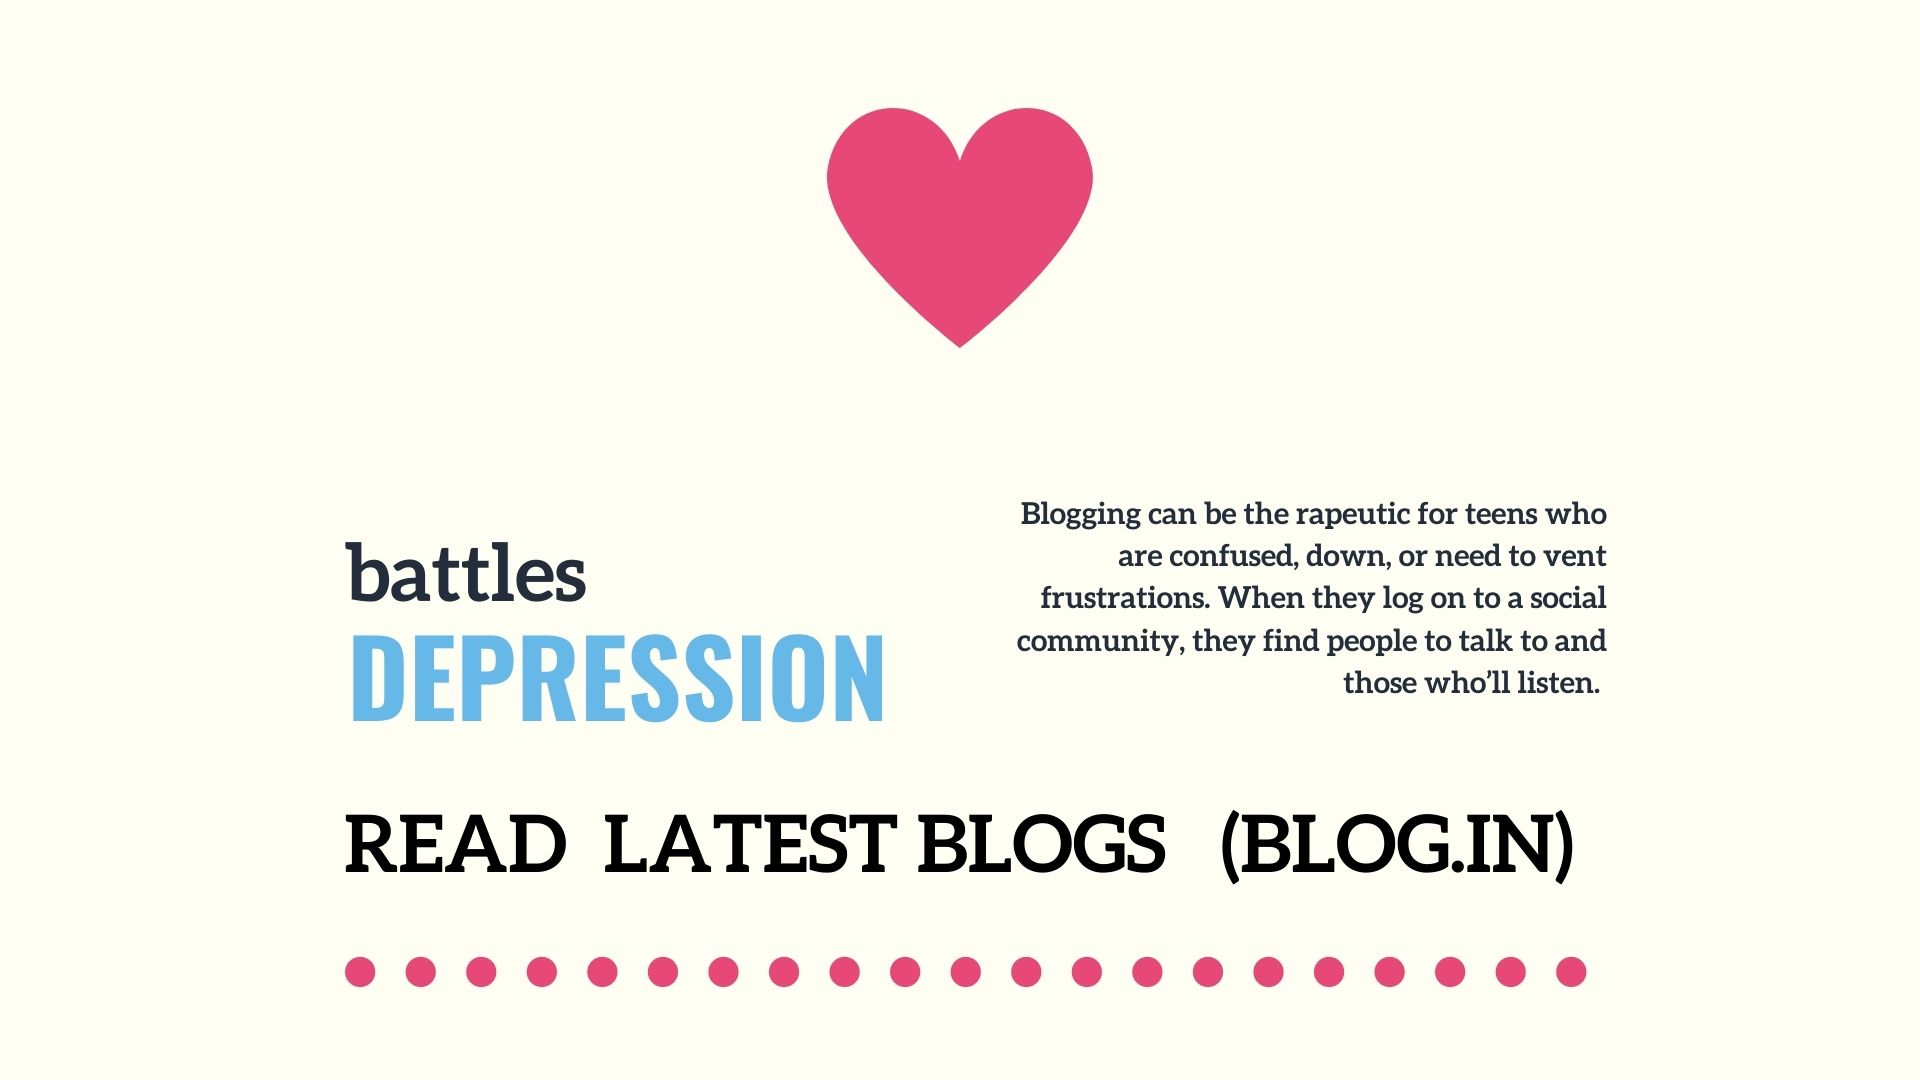 battles
DEPRESSION
Blogging can be the rapeutic for teens who
are confused, down, or need to vent
frustrations. When they log on to a social
community, they find people to talk to and
those who’ll listen.
READ LATEST BLOGS (BLOG.IN)